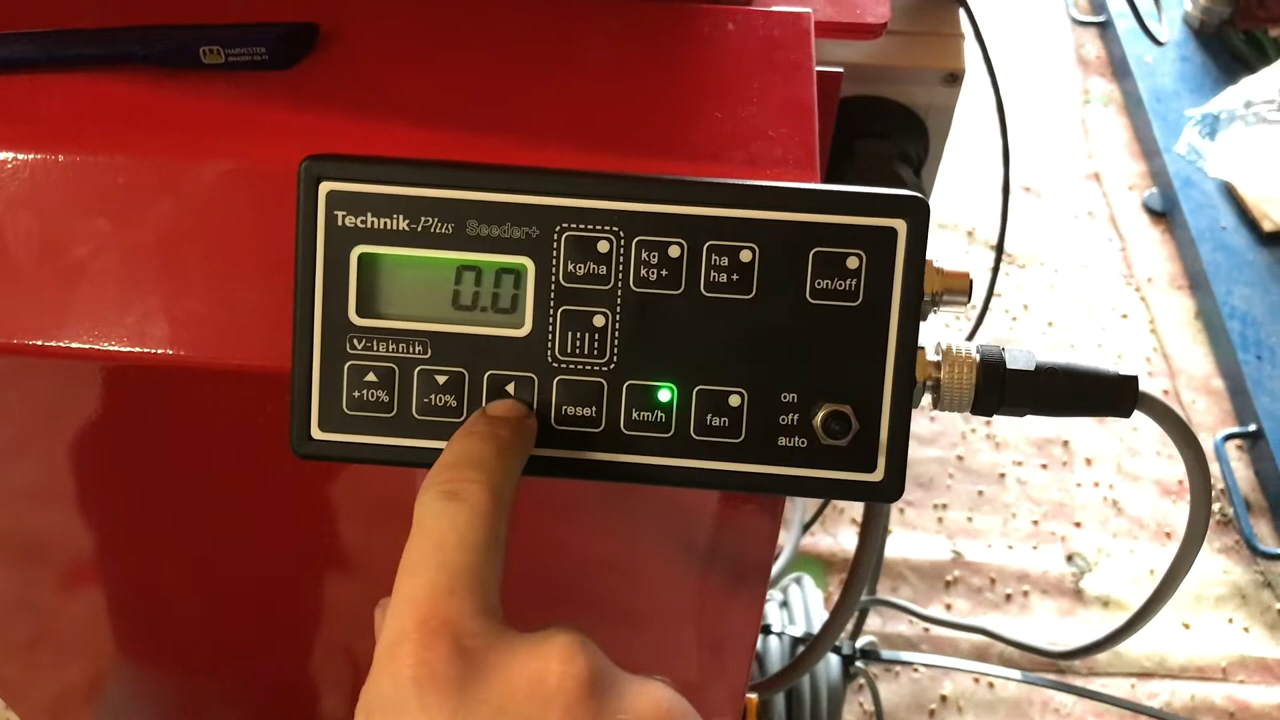 HARVESTER
Technik-Plus Seeder+
0.0
V-teknik
kg/ha
kg
kg+
ha
ha+
on/off
+10%
-10%
reset
km/h
fan
on
off
auto